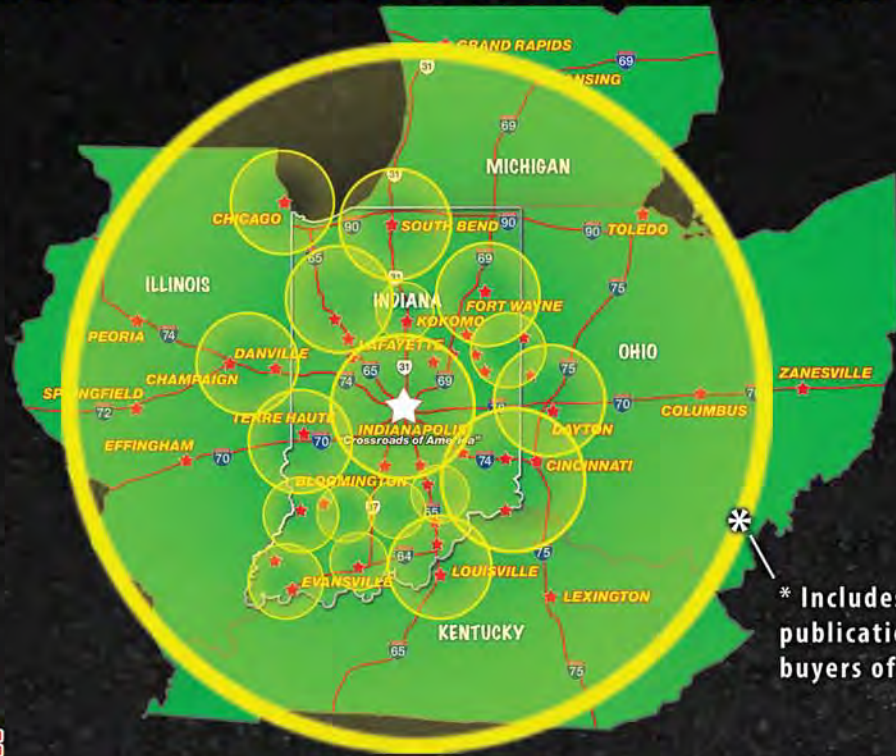 GRAND RAPIDS
31
69
NSING
69
MICHIGAN
31
CHICAGO
90
SOUTH BEND
90
90
TOLEDO
65
69
31
75
ILLINOIS
INDIANA
FORT WAYNE
KOKOMO
PEORIA
74
LAFAYETTE
OHIO
DANVILLE
75
31
65
69
74
CHAMPAIGN
ZANESVILLE
SPRINGFIELD
72
70
70
COLUMBUS
TERRE HAUTE
INDIANAPOLIS
DAYTON
"Crossroads of America"
70
EFFINGHAM
70
74
CINCINNATI
BLOOMINGTON
37
65
*
64
75
EVANSVILLE
LOUISVILLE
LEXINGTON
* Includes
publicatio
buyers of
KENTUCKY
65
75